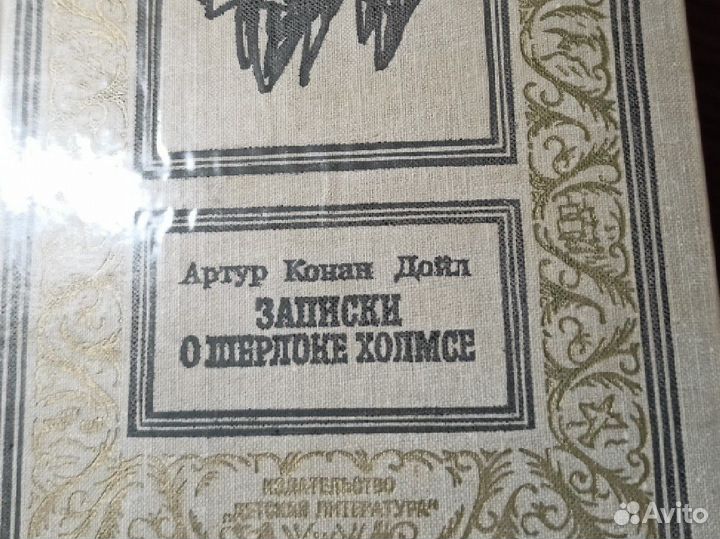 Артур Конан Дойл
ЗАПИСКИ
О ШЕРЛОКЕ ХОЛМСЕ
ИЗДАТЕЛЬСТВО
„ДЕТСКАЯ ЛИТЕРАТУРА"
Avito